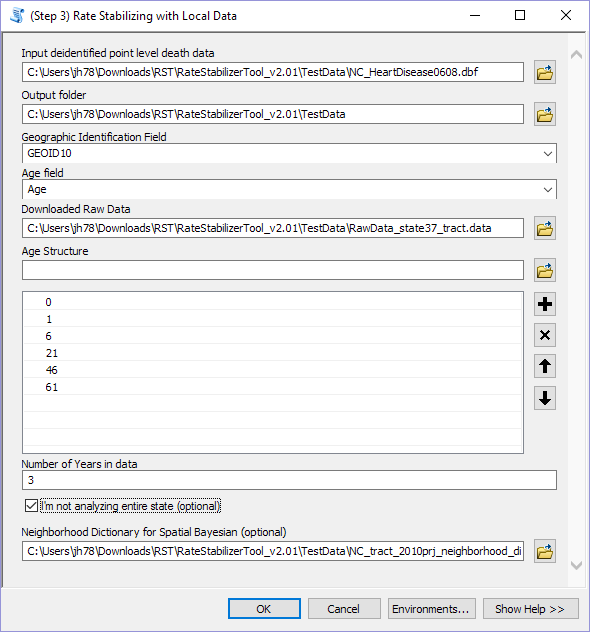 (Step 3) Rate Stabilizing with Local Data
Input deidentified point level death data
C:\Users\jh78\Downloads\RST\RateStabilizerTool_v2.01\TestData\NC_HeartDisease0608.dbf
Output folder
C:\Users\jh78\Downloads\RST\RateStabilizerTool_v2.01\TestData
Geographic Identification Field
GEOID10
Age field
Age
Downloaded Raw Data
C:\Users\jh78\Downloads\RST\RateStabilizerTool_v2.01\TestData\RawData_state37_tract.data
Age Structure
0
1
6
21
46
61
Number of Years in data
3
I'm not analyzing entire state (optional)
Neighborhood Dictionary for Spatial Bayesian (optional)
C:\Users\jh78\Downloads\RST\RateStabilizerTool_v2.01\TestData\NC_tract_2010prj_neighborhood_di
OK
Cancel
Environments...
Show Help >>